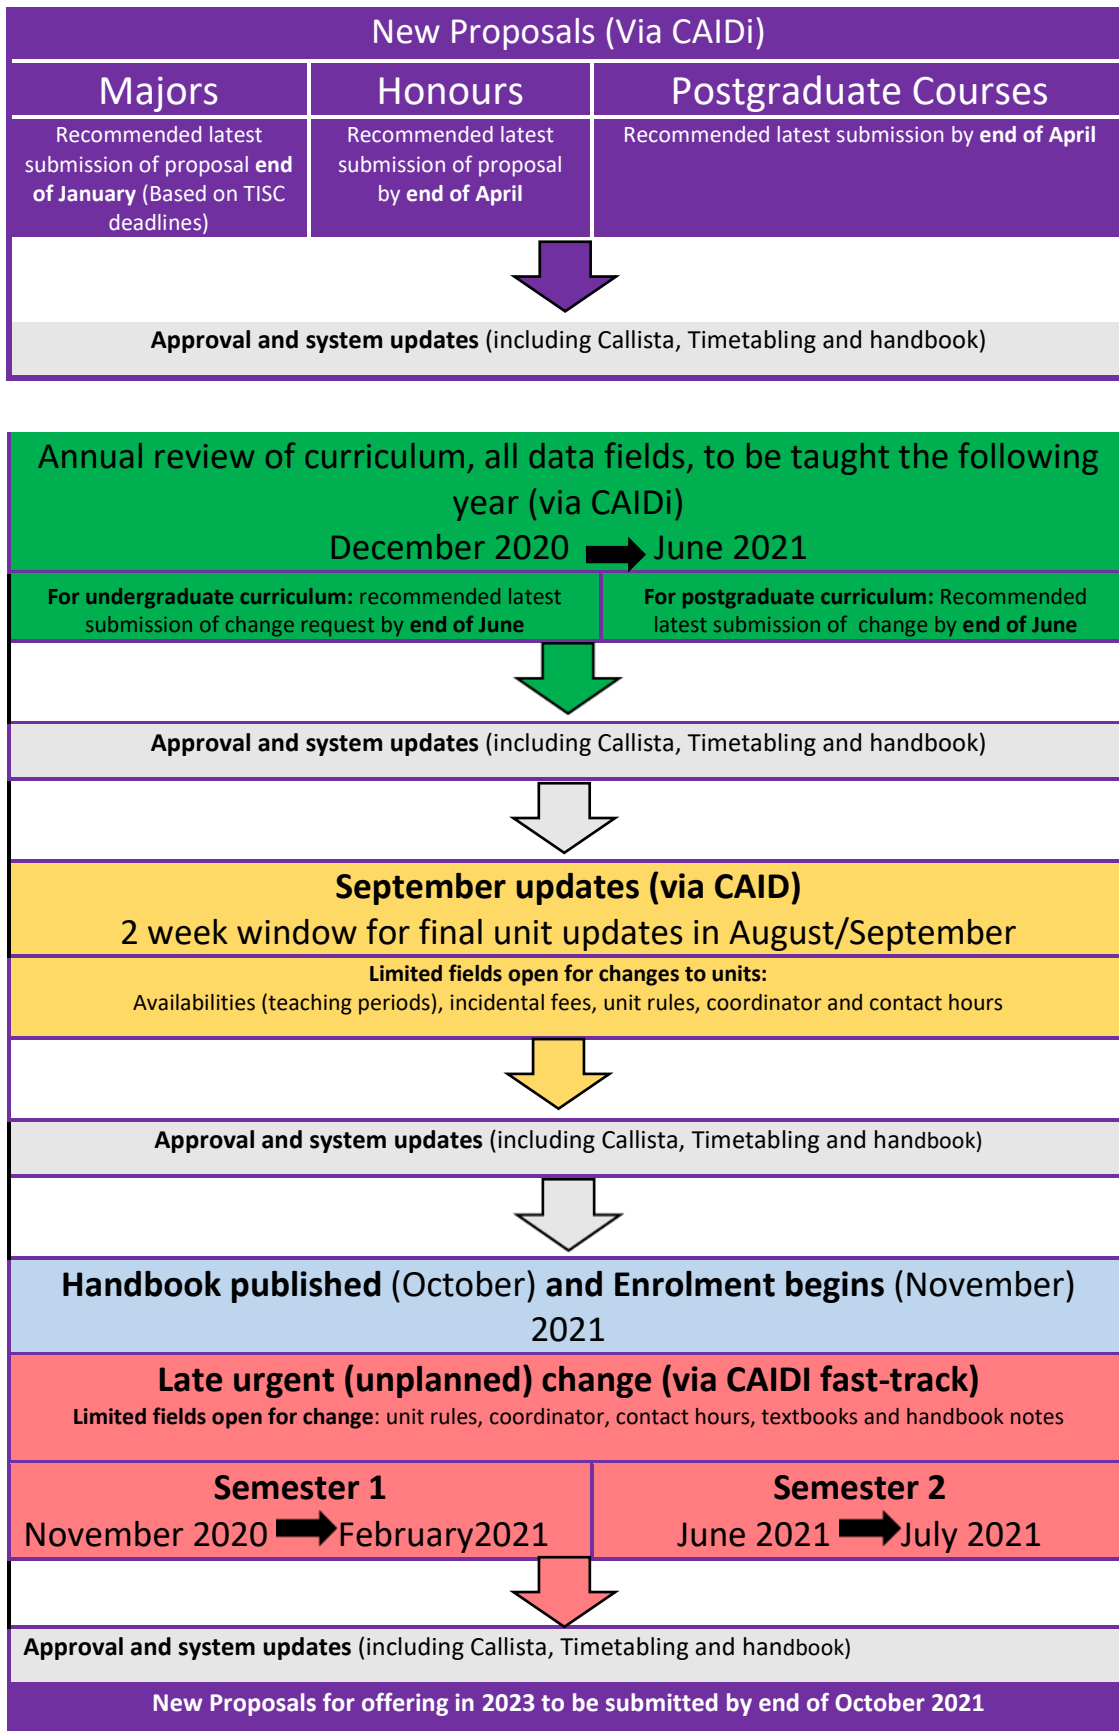 New Proposals (Via CAIDi)
Majors
Honours
Postgraduate Courses
Recommended latest
submission of proposal end
of January (Based on TISC
deadlines)
Recommended latest
submission of proposal
by end of April
Recommended latest submission by end of April
Approval and system updates (including Callista, Timetabling and handbook)
Annual review of curriculum, all data fields, to be taught the following
year (via CAIDi)
December 2020 June 2021
For undergraduate curriculum: recommended latest
submission of change request by end of June
For postgraduate curriculum: Recommended
latest submission of change by end of June
Approval and system updates (including Callista, Timetabling and handbook)
September updates (via CAID)
2 week window for final unit updates in August/September
Limited fields open for changes to units:
Availabilities (teaching periods), incidental fees, unit rules, coordinator and contact hours
Approval and system updates (including Callista, Timetabling and handbook)
Handbook published (October) and Enrolment begins (November)
2021
Late urgent (unplanned) change (via CAIDI fast-track)
Limited fields open for change: unit rules, coordinator, contact hours, textbooks and handbook notes
Semester 1
November 2020 February2021
Semester 2
June 2021 July 2021
Approval and system updates (including Callista, Timetabling and handbook)
New Proposals for offering in 2023 to be submitted by end of October 2021